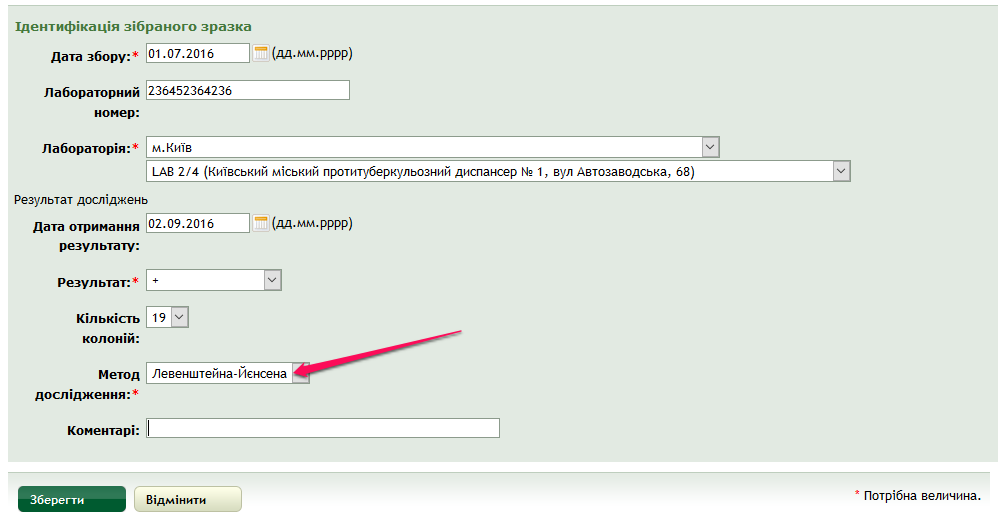 Ідентифікація зібраного зразка
Дата збору:* 01.07.2016 (дд.мм.рррр)
Лабораторний номер: 236452364236
Лабораторія:* м.Київ
LAB 2/4 (Київський міський протитуберкульозний диспансер № 1, вул Автозаводська, 68)
Результат досліджень
Дата отримання результату: 02.09.2016 (дд.мм.рррр)
Результат:* +
Кількість колоній: 19
Метод дослідження:* Левенштейна-Йєнсена
Коментарі:
Зберегти Відмінити * Потрібна величина.